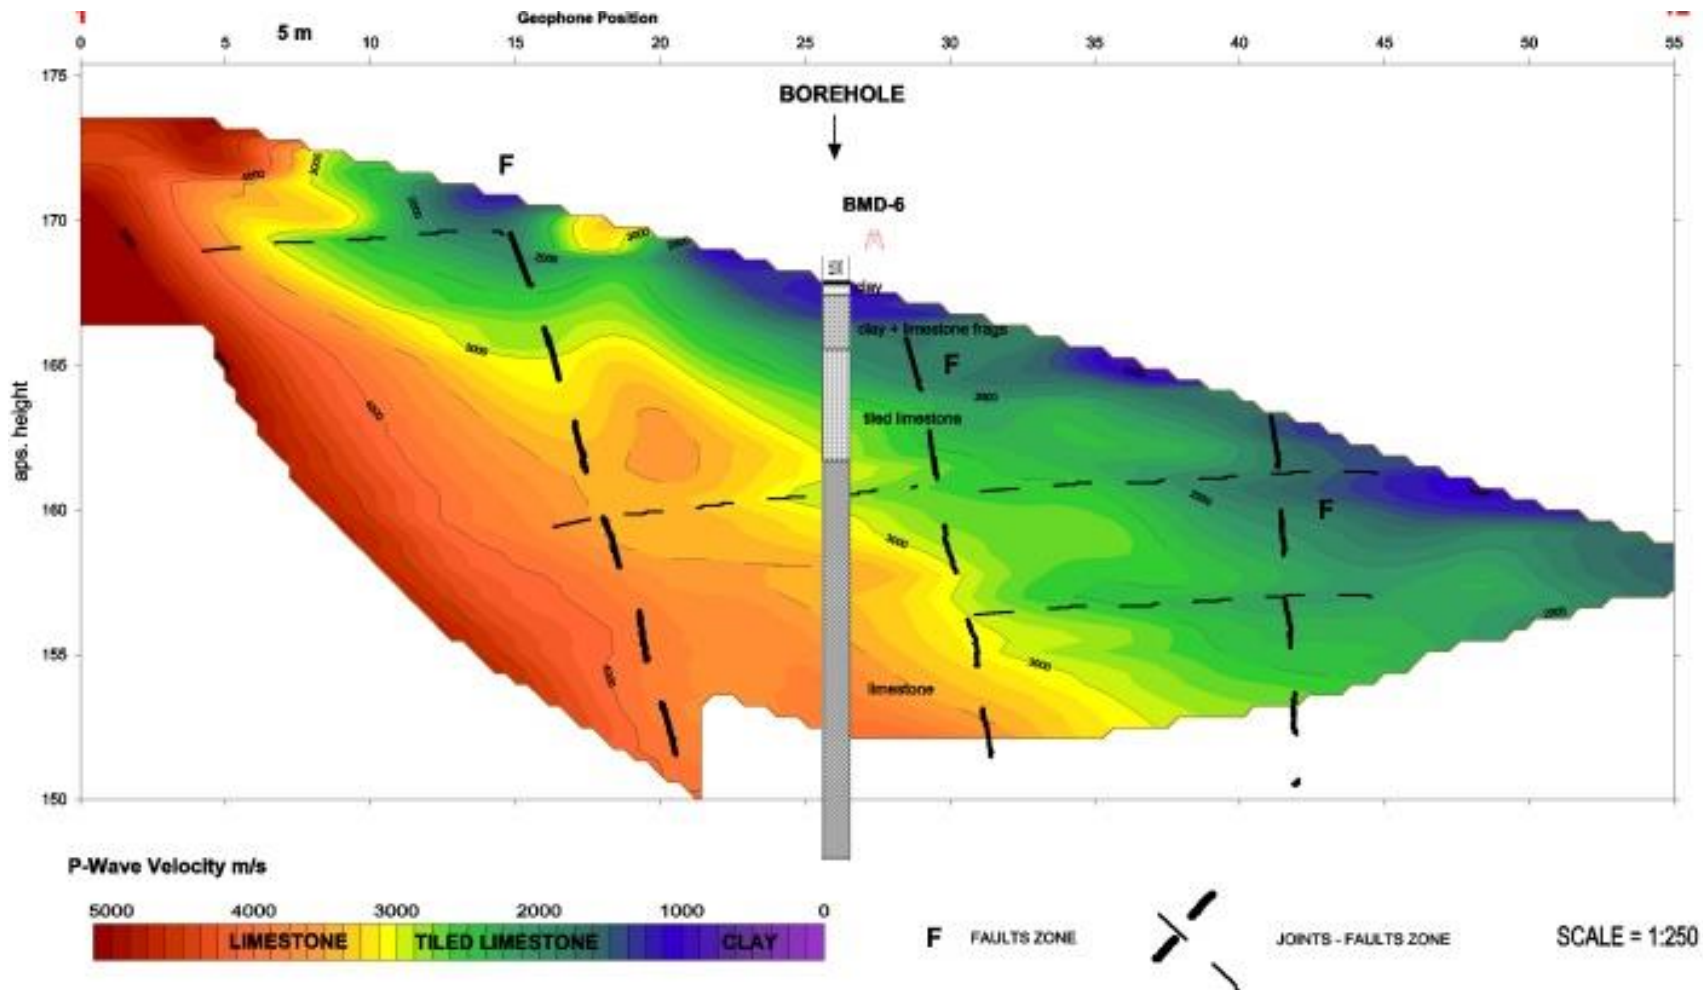 Geophone Position
5 m
0 5 10 15 20 25 30 35 40 45 50 55
175
BOREHOLE
F
170
BMD-6
clay
clay + limestone frags
165
F
tiled limestone
aps. height
160
F
155
limestone
150
P-Wave Velocity m/s
5000 4000 3000 2000 1000 0
LIMESTONE TILED LIMESTONE CLAY
F FAULTS ZONE JOINTS - FAULTS ZONE SCALE = 1:250